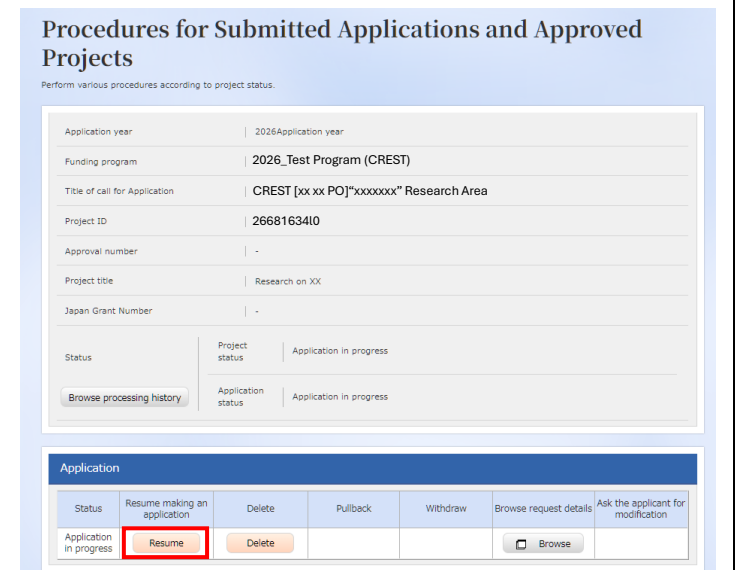 Procedures for Submitted Applications and Approved
Projects
Perform various procedures according to project status.
Application year 2026Application year
Funding program 2026_Test Program (CREST)
Title of call for Application CREST [xx xx PO]“xxxxxxx” Research Area
Project ID 26681634l0
Approval number -
Project title Research on XX
Japan Grant Number -
Status
Project
status
Application in progress
Browse processing history
Application
status
Application in progress
Application
Status
Resume making an
application
Delete
Pullback
Withdraw
Browse request details
Ask the applicant for
modification
Application
in progress
Resume
Delete
Browse